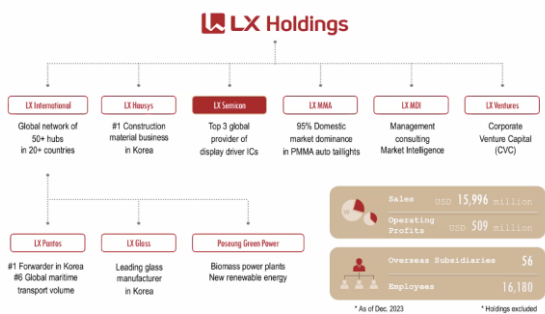 LX Holdings
LX International
Global network of
50+ hubs
in 20+ countries
LX Hausys
#1 Construction
material business
in Korea
LX Semicon
Top 3 global
provider of
display driver ICs
LX MMA
95% Domestic
market dominance
in PMMA auto taillights
LX MDI
Management
consulting
Market Intelligence
LX Ventures
Corporate
Venture Capital
(CVC)
LX Pantos
#1 Forwarder in Korea
#6 Global maritime
transport volume
LX Glass
Leading glass
manufacturer
in Korea
Poseung Green Power
Biomass power plants
New renewable energy
Sales USD 15,996 million
Operating
Profits USD 509 million
Overseas Subsidiaries 56
Employees 16,180
* As of Dec. 2023 * Holdings excluded